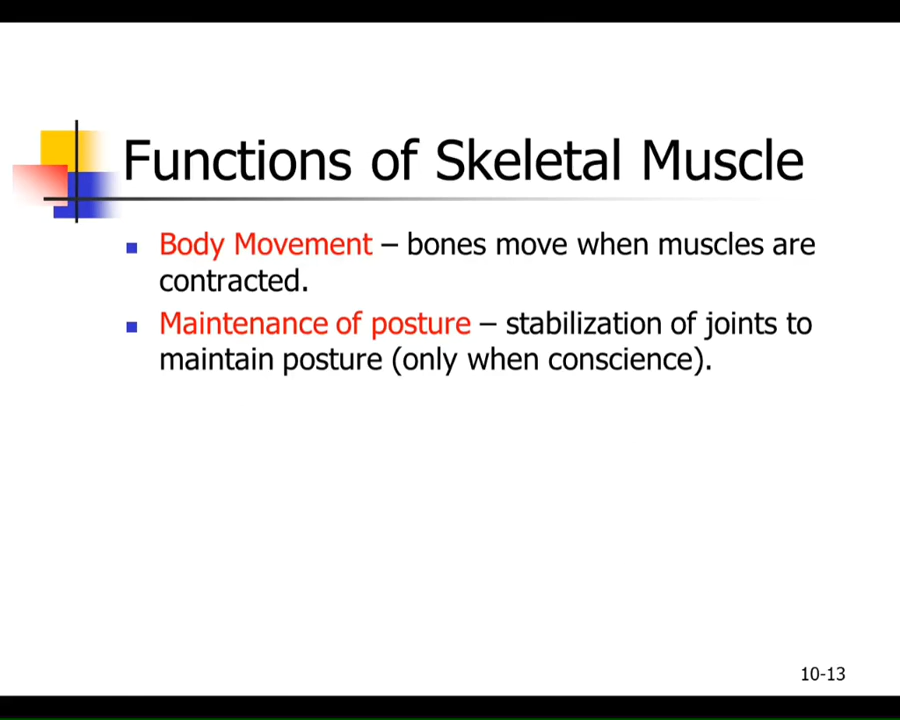 Functions of Skeletal Muscle
Body Movement – bones move when muscles are
contracted.
Maintenance of posture – stabilization of joints to
maintain posture (only when conscience).
10-13